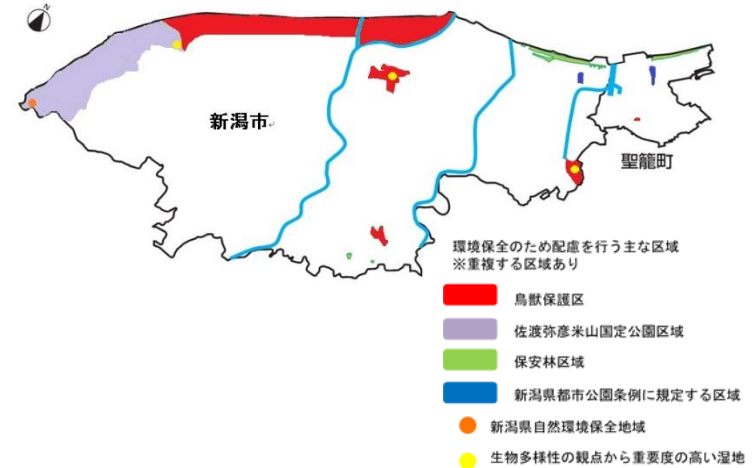 新潟市
聖籠町
環境保全のため配慮を行う主な区域
※重複する区域あり
鳥獣保護区
佐渡弥彦米山国定公園区域
保安林区域
新潟県都市公園条例に規定する区域
新潟県自然環境保全地域
生物多様性の観点から重要度の高い湿地